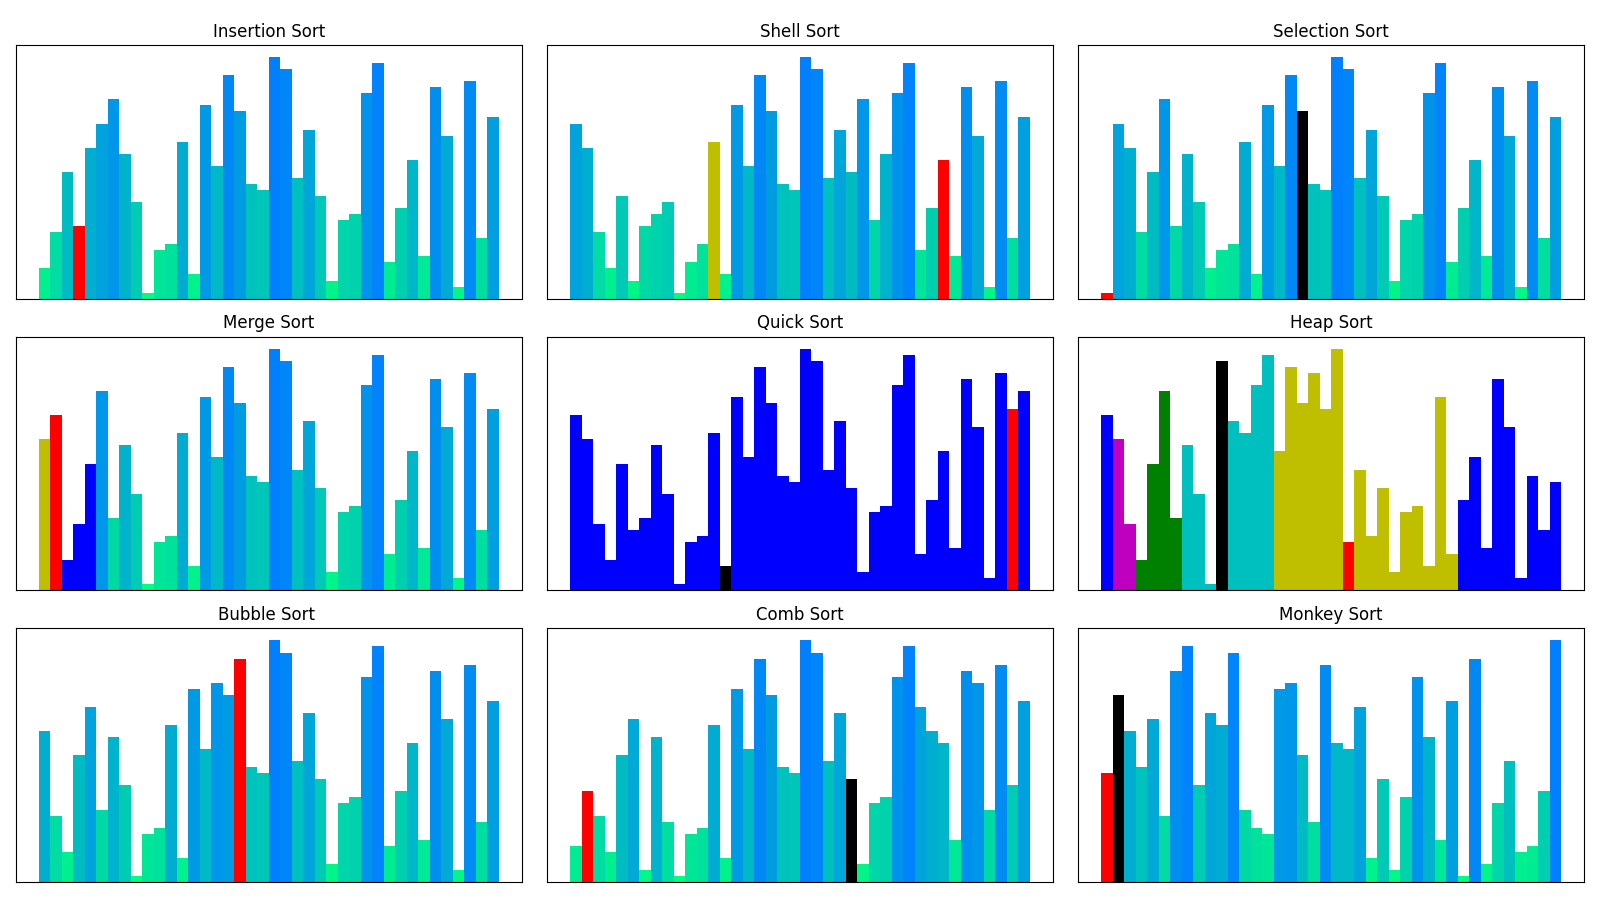 Insertion Sort
Shell Sort
Selection Sort
Merge Sort
Quick Sort
Heap Sort
Bubble Sort
Comb Sort
Monkey Sort